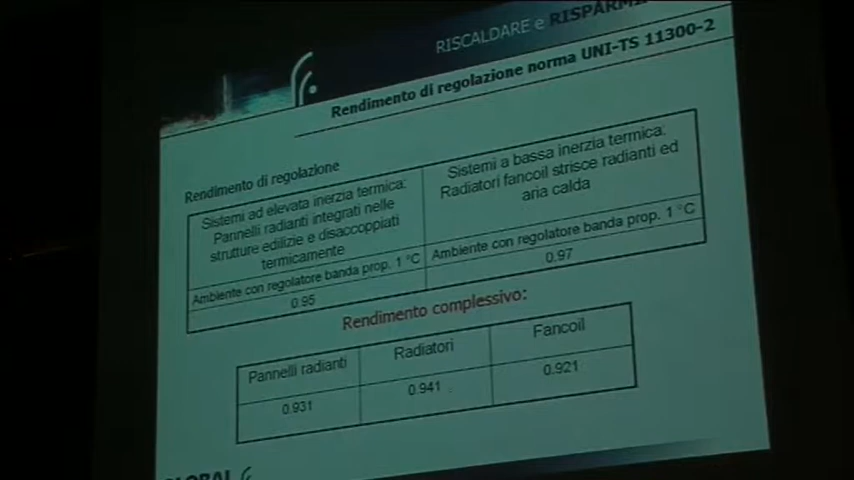 RISCALDARE e RISPARMI
Rendimento di regolazione norma UNI-TS 11300-2
Rendimento di regolazione
Sistemi ad elevata inerzia termica:
Pannelli radianti integrati nelle
strutture edilizie e disaccoppiati
termicamente
Ambiente con regolatore banda prop. 1 °C
0.95
Sistemi a bassa inerzia termica:
Radiatori fancoil strisce radianti ed
aria calda
Ambiente con regolatore banda prop. 1 °C
0.97
Rendimento complessivo:
Pannelli radianti
Radiatori
Fancoil
0.931
0.941
0.921
GLOBAL